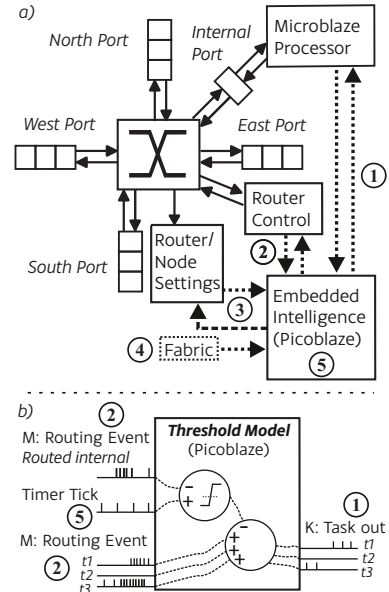 a)
North Port
Internal
Port
Microblaze
Processor
West Port
East Port
1
Router
Control
2
South Port
Router/
Node
Settings
3
Embedded
Intelligence
(Picoblaze)
5
4
Fabric
b)
2
M: Routing Event
Routed internal
Threshold Model
(Picoblaze)
−
+
Timer Tick
5
1
K: Task out
M: Routing Event
2
t1
t2
t3
−
+
+
t1
t2
t3